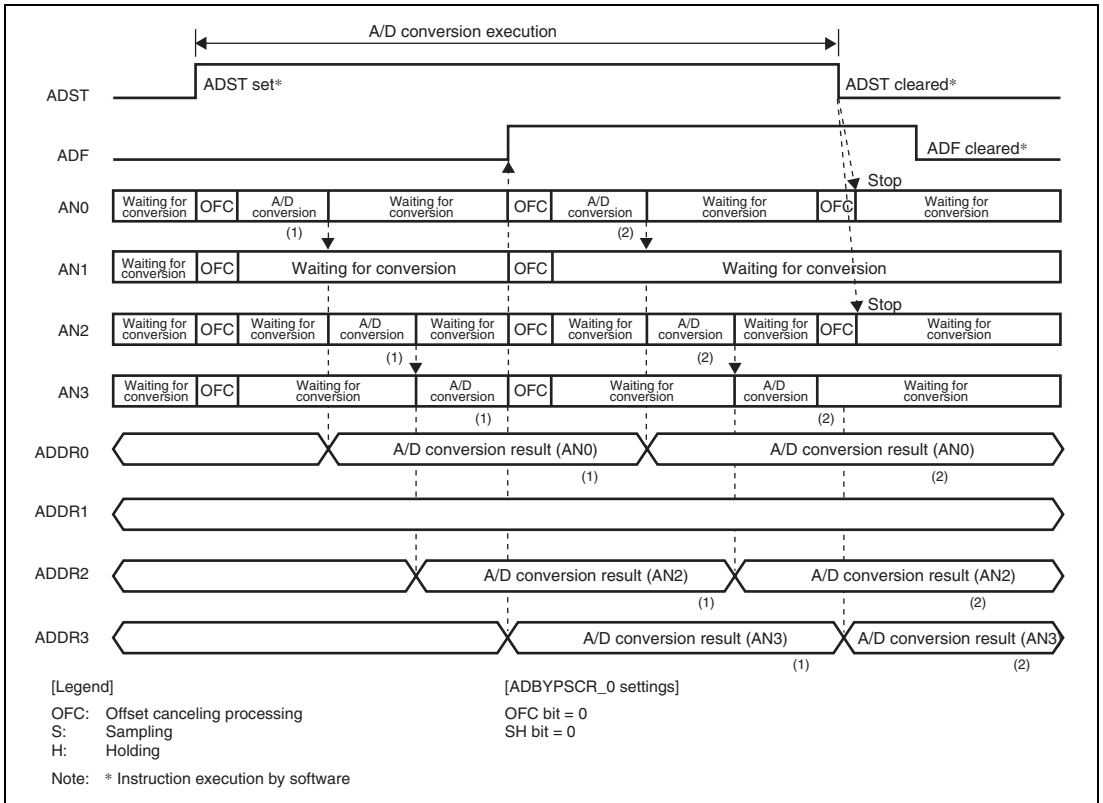 A/D conversion execution
ADST
ADST set*
ADST cleared*
ADF
ADF cleared*
Stop
AN0
Waiting for conversion
OFC
A/D conversion
Waiting for conversion
OFC
A/D conversion
Waiting for conversion
OFC
Waiting for conversion
(1)
(2)
AN1
Waiting for conversion
OFC
Waiting for conversion
OFC
Waiting for conversion
Stop
AN2
Waiting for conversion
OFC
Waiting for conversion
A/D conversion
Waiting for conversion
OFC
Waiting for conversion
A/D conversion
Waiting for conversion
OFC
Waiting for conversion
(1)
(2)
AN3
Waiting for conversion
OFC
Waiting for conversion
A/D conversion
OFC
Waiting for conversion
A/D conversion
Waiting for conversion
(1)
(2)
ADDR0
A/D conversion result (AN0)
A/D conversion result (AN0)
(1)
(2)
ADDR1
ADDR2
A/D conversion result (AN2)
A/D conversion result (AN2)
(1)
(2)
ADDR3
A/D conversion result (AN3)
A/D conversion result (AN3
(1)
(2)
[Legend]
OFC: Offset canceling processing
S: Sampling
H: Holding
Note: * Instruction execution by software
[ADBYPSCR_0 settings]
OFC bit = 0
SH bit = 0